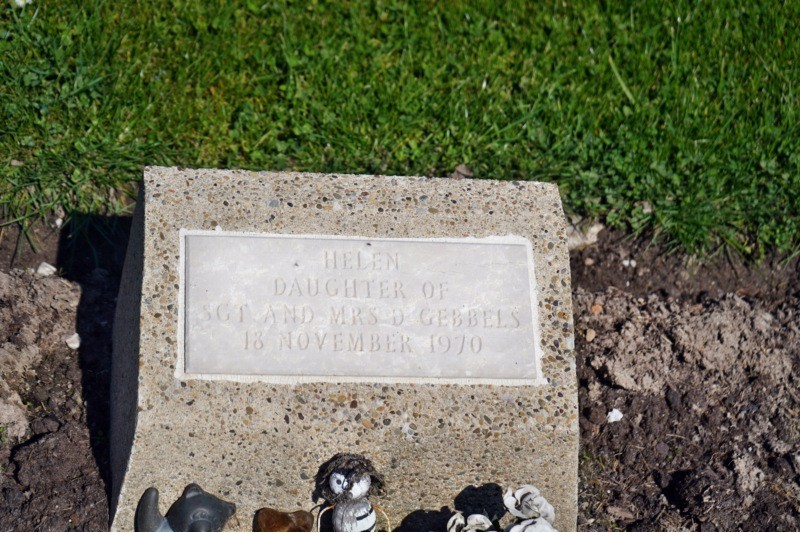 HELEN
DAUGHTER OF
SGT AND MRS D GEBBELS
18 NOVEMBER 1970